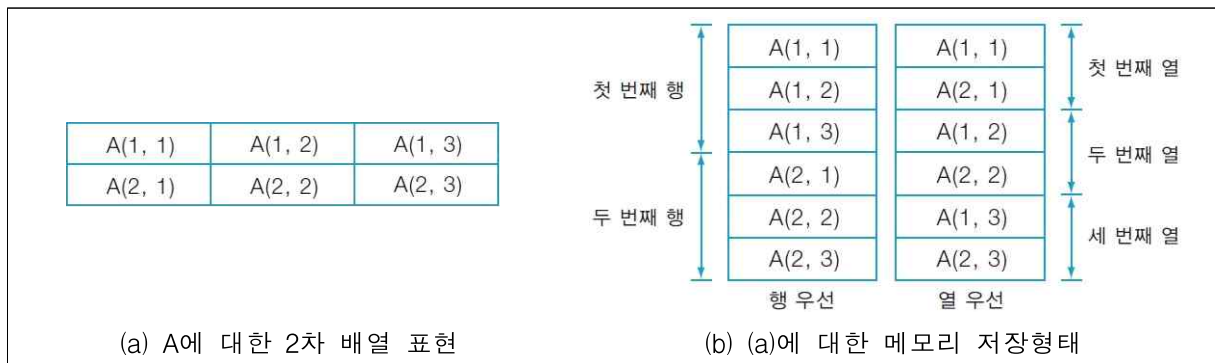 A(1, 1) A(1, 2) A(1, 3)
A(2, 1) A(2, 2) A(2, 3)
(a) A에 대한 2차 배열 표현
첫 번째 행
두 번째 행
A(1, 1)
A(1, 2)
A(1, 3)
A(2, 1)
A(2, 2)
A(2, 3)
행 우선
A(1, 1)
A(2, 1)
A(1, 2)
A(2, 2)
A(1, 3)
A(2, 3)
열 우선
첫 번째 열
두 번째 열
세 번째 열
(b) (a)에 대한 메모리 저장형태